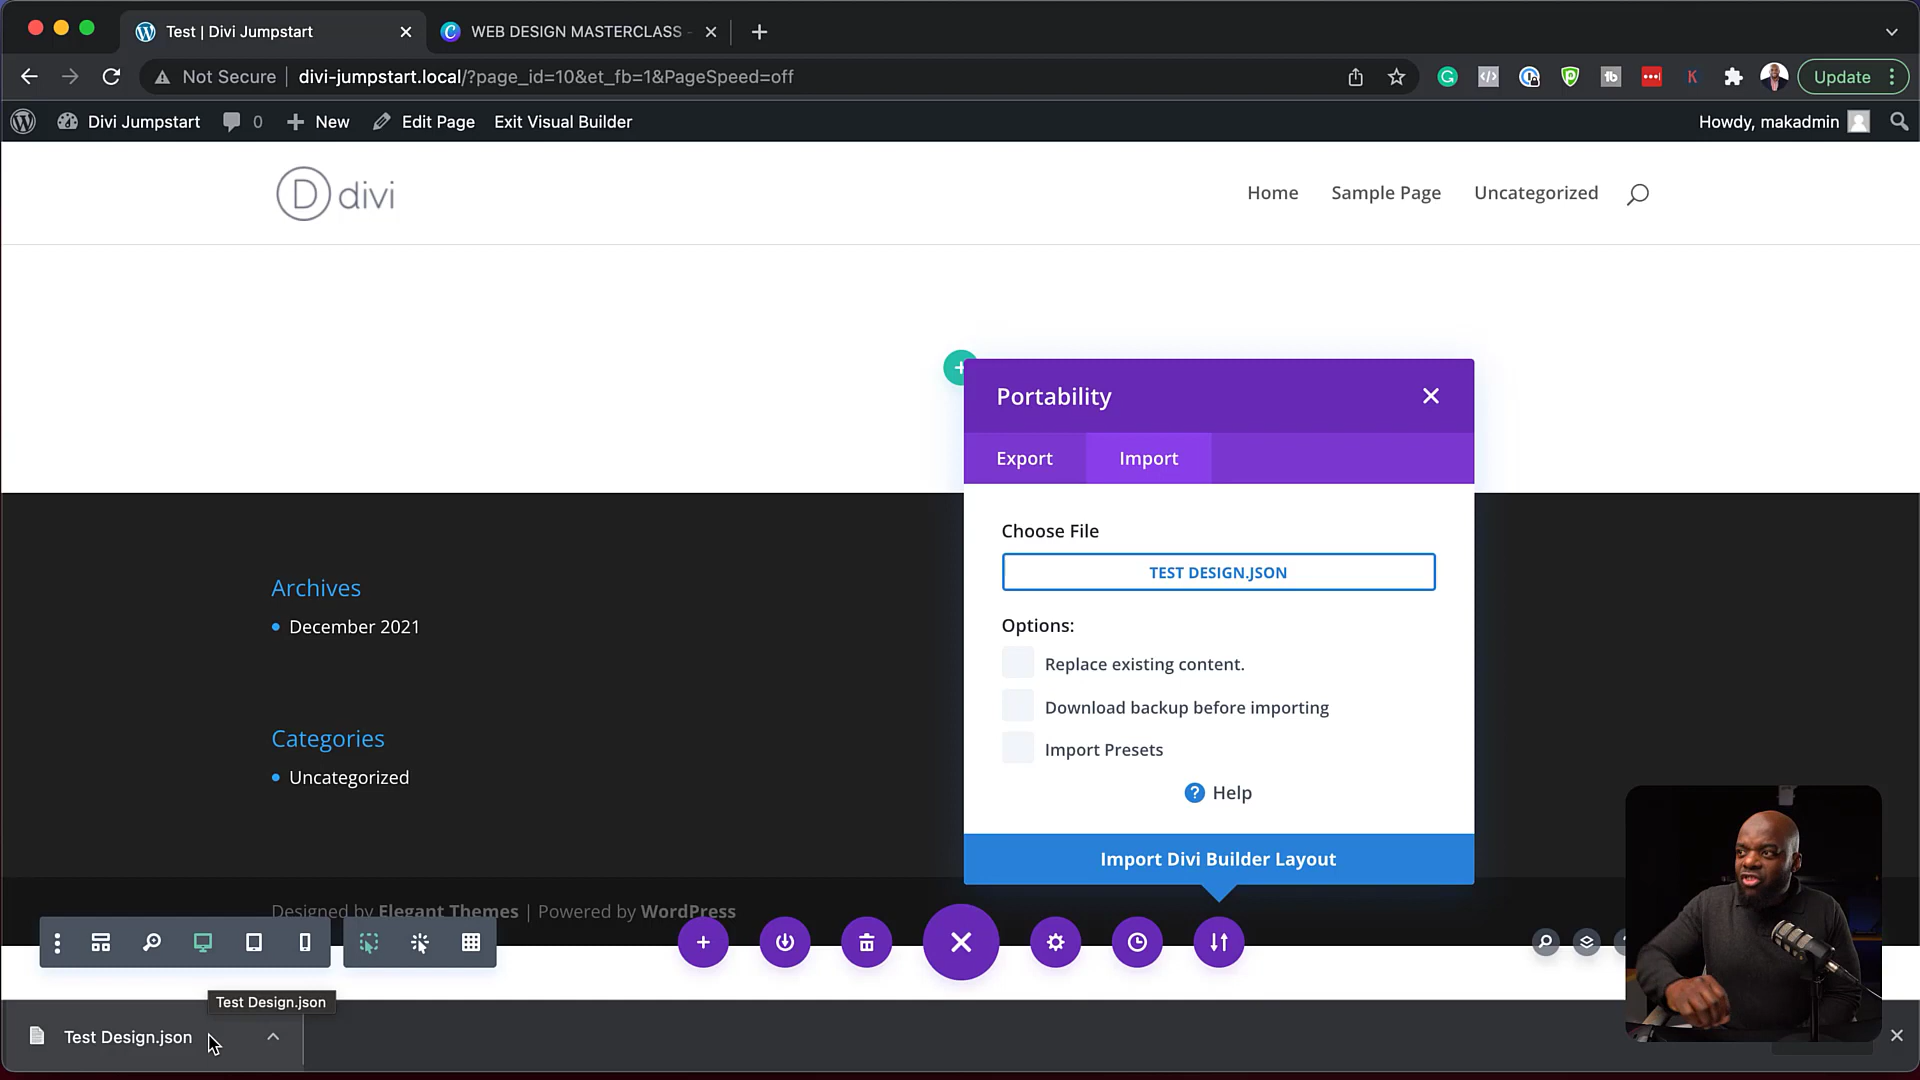 Test | Divi Jumpstart
WEB DESIGN MASTERCLASS -
Not Secure
divi-jumpstart.local/?page_id=10&et_fb=1&PageSpeed=off
Update
Divi Jumpstart
0
New
Edit Page
Exit Visual Builder
Howdy, makadmin
D divi
Home
Sample Page
Uncategorized
Portability
Export
Import
Choose File
TEST DESIGN.JSON
Options:
Replace existing content.
Download backup before importing
Import Presets
? Help
Import Divi Builder Layout
Archives
December 2021
Categories
Uncategorized
Designed by Elegant Themes | Powered by WordPress
Test Design.json
Test Design.json